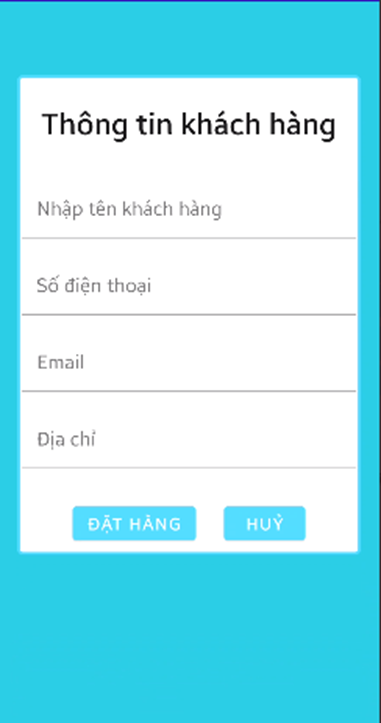 Thông tin khách hàng
Nhập tên khách hàng
Số điện thoại
Email
Địa chỉ
ĐẶT HÀNG HUỶ